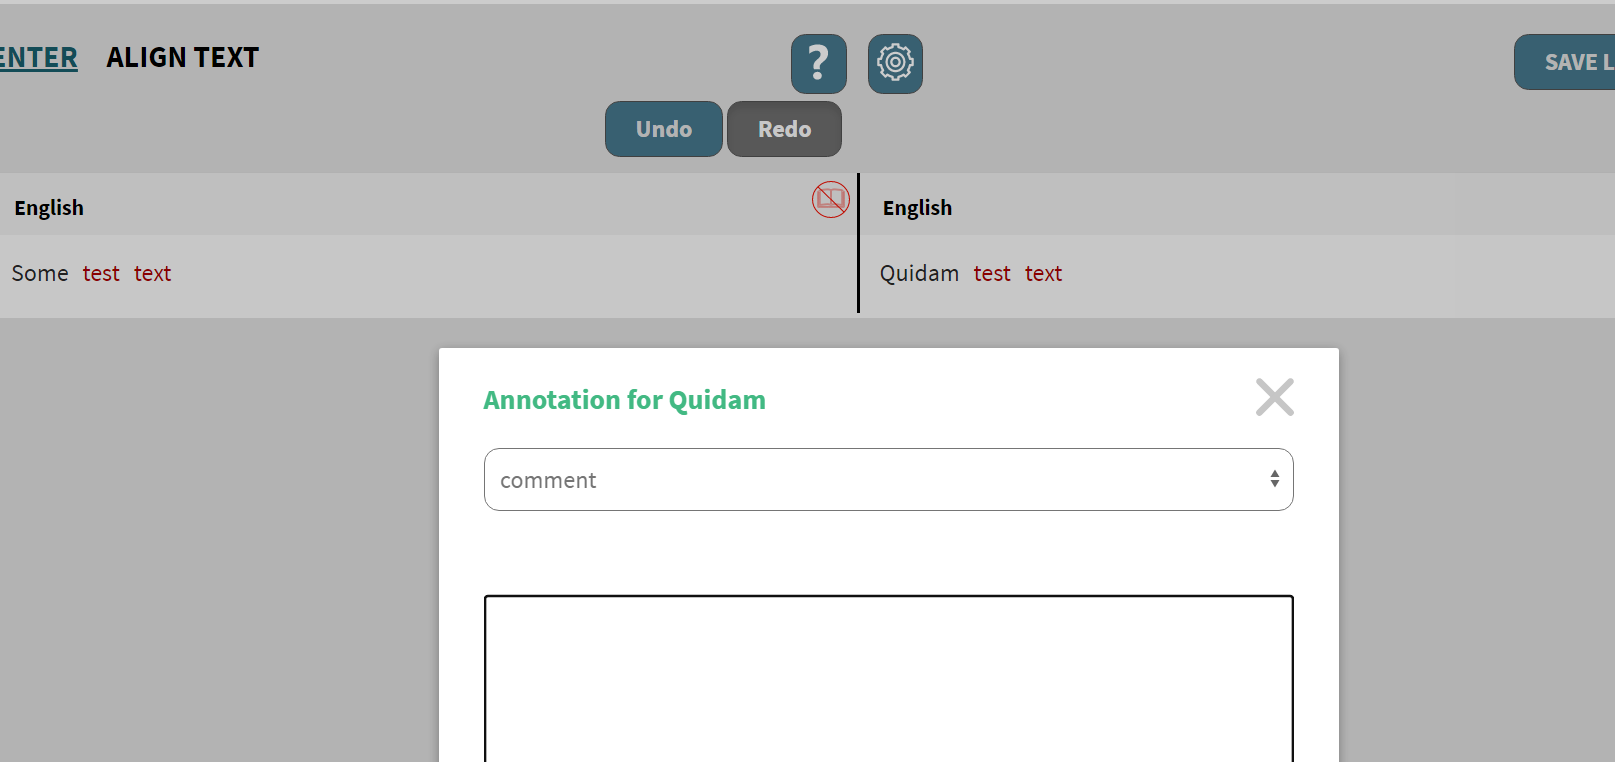 ENTER ALIGN TEXT ? SAVE L
Undo Redo
English English
Some test text Quidam test text
Annotation for Quidam
comment